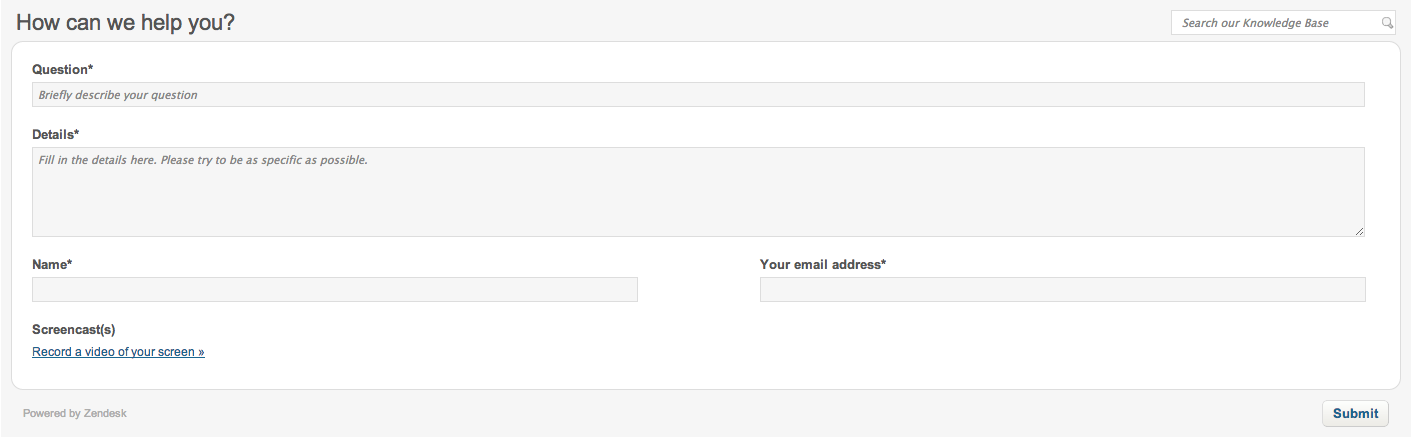 How can we help you?
Search our Knowledge Base
Question*
Briefly describe your question
Details*
Fill in the details here. Please try to be as specific as possible.
Name*
Your email address*
Screencast(s)
Record a video of your screen »
Powered by Zendesk
Submit